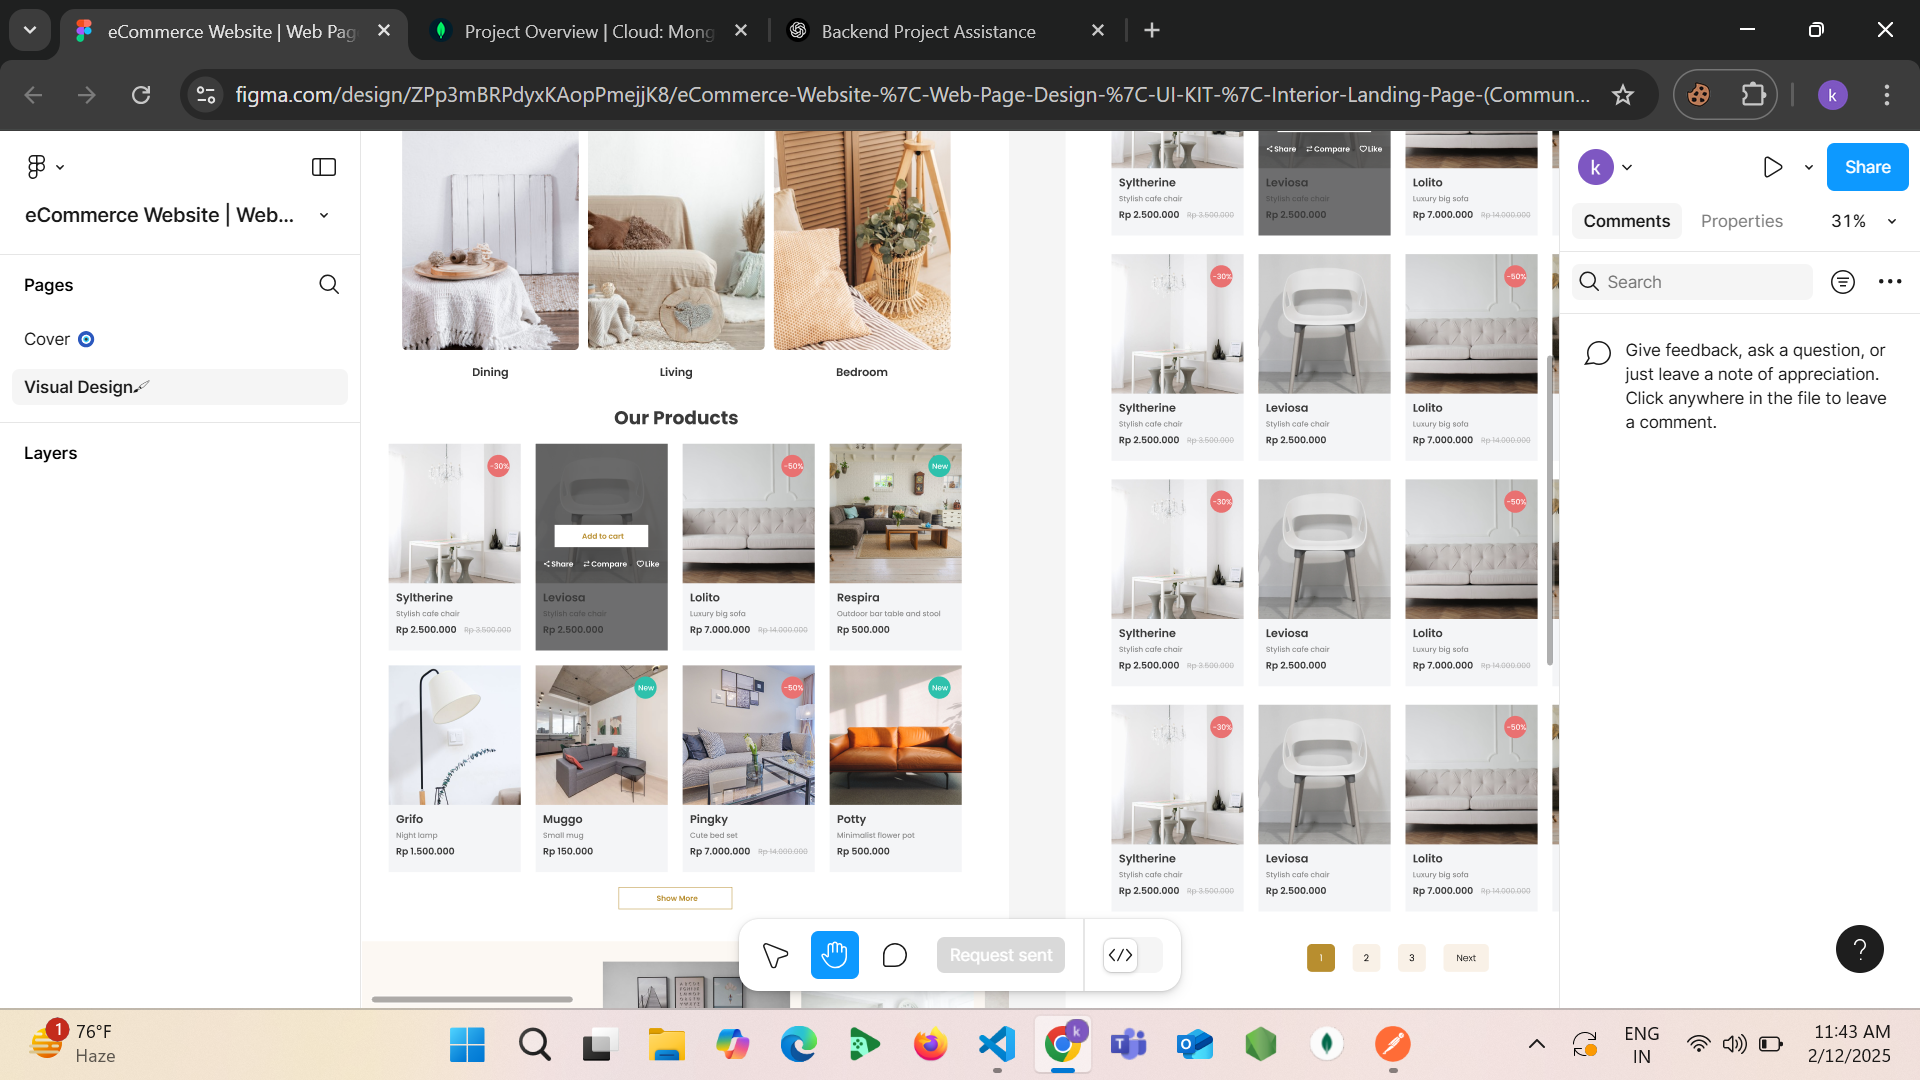 eCommerce Website | Web Pag
Project Overview | Cloud: Mong
Backend Project Assistance
figma.com/design/ZPp3mBRPdyxKAopPmejjK8/eCommerce-Website-%7C-Web-Page-Design-%7C-UI-KIT-%7C-Interior-Landing-Page-(Commun...
k
eCommerce Website | Web...
Pages
Cover
Visual Design
Layers
Dining
Living
Bedroom
Our Products
-30%
-50%
New
Add to cart
Share
Compare
Like
Syltherine
Leviosa
Lolito
Respira
Stylish cafe chair
Stylish cafe chair
Luxury big sofa
Outdoor bar table and stool
Rp 2.500.000 Rp 3.500.000
Rp 2.500.000
Rp 7.000.000 Rp 14.000.000
Rp 500.000
New
-50%
New
Grifo
Muggo
Pingky
Potty
Night lamp
Small mug
Cute bed set
Minimalist flower pot
Rp 1.500.000
Rp 150.000
Rp 7.000.000 Rp 14.000.000
Rp 500.000
Show More
Share
Compare
Like
Syltherine
Leviosa
Lolito
Stylish cafe chair
Stylish cafe chair
Luxury big sofa
Rp 2.500.000 Rp 3.500.000
Rp 2.500.000
Rp 7.000.000 Rp 14.000.000
-30%
-50%
Syltherine
Leviosa
Lolito
Stylish cafe chair
Stylish cafe chair
Luxury big sofa
Rp 2.500.000 Rp 3.500.000
Rp 2.500.000
Rp 7.000.000 Rp 14.000.000
-30%
-50%
Syltherine
Leviosa
Lolito
Stylish cafe chair
Stylish cafe chair
Luxury big sofa
Rp 2.500.000 Rp 3.500.000
Rp 2.500.000
Rp 7.000.000 Rp 14.000.000
-30%
-50%
Syltherine
Leviosa
Lolito
Stylish cafe chair
Stylish cafe chair
Luxury big sofa
Rp 2.500.000 Rp 3.500.000
Rp 2.500.000
Rp 7.000.000 Rp 14.000.000
1
2
3
Next
Request sent
k
Share
Comments
Properties
31%
Search
Give feedback, ask a question, or
just leave a note of appreciation.
Click anywhere in the file to leave
a comment.
?
1
76°F
Haze
k
ENG
IN
11:43 AM
2/12/2025